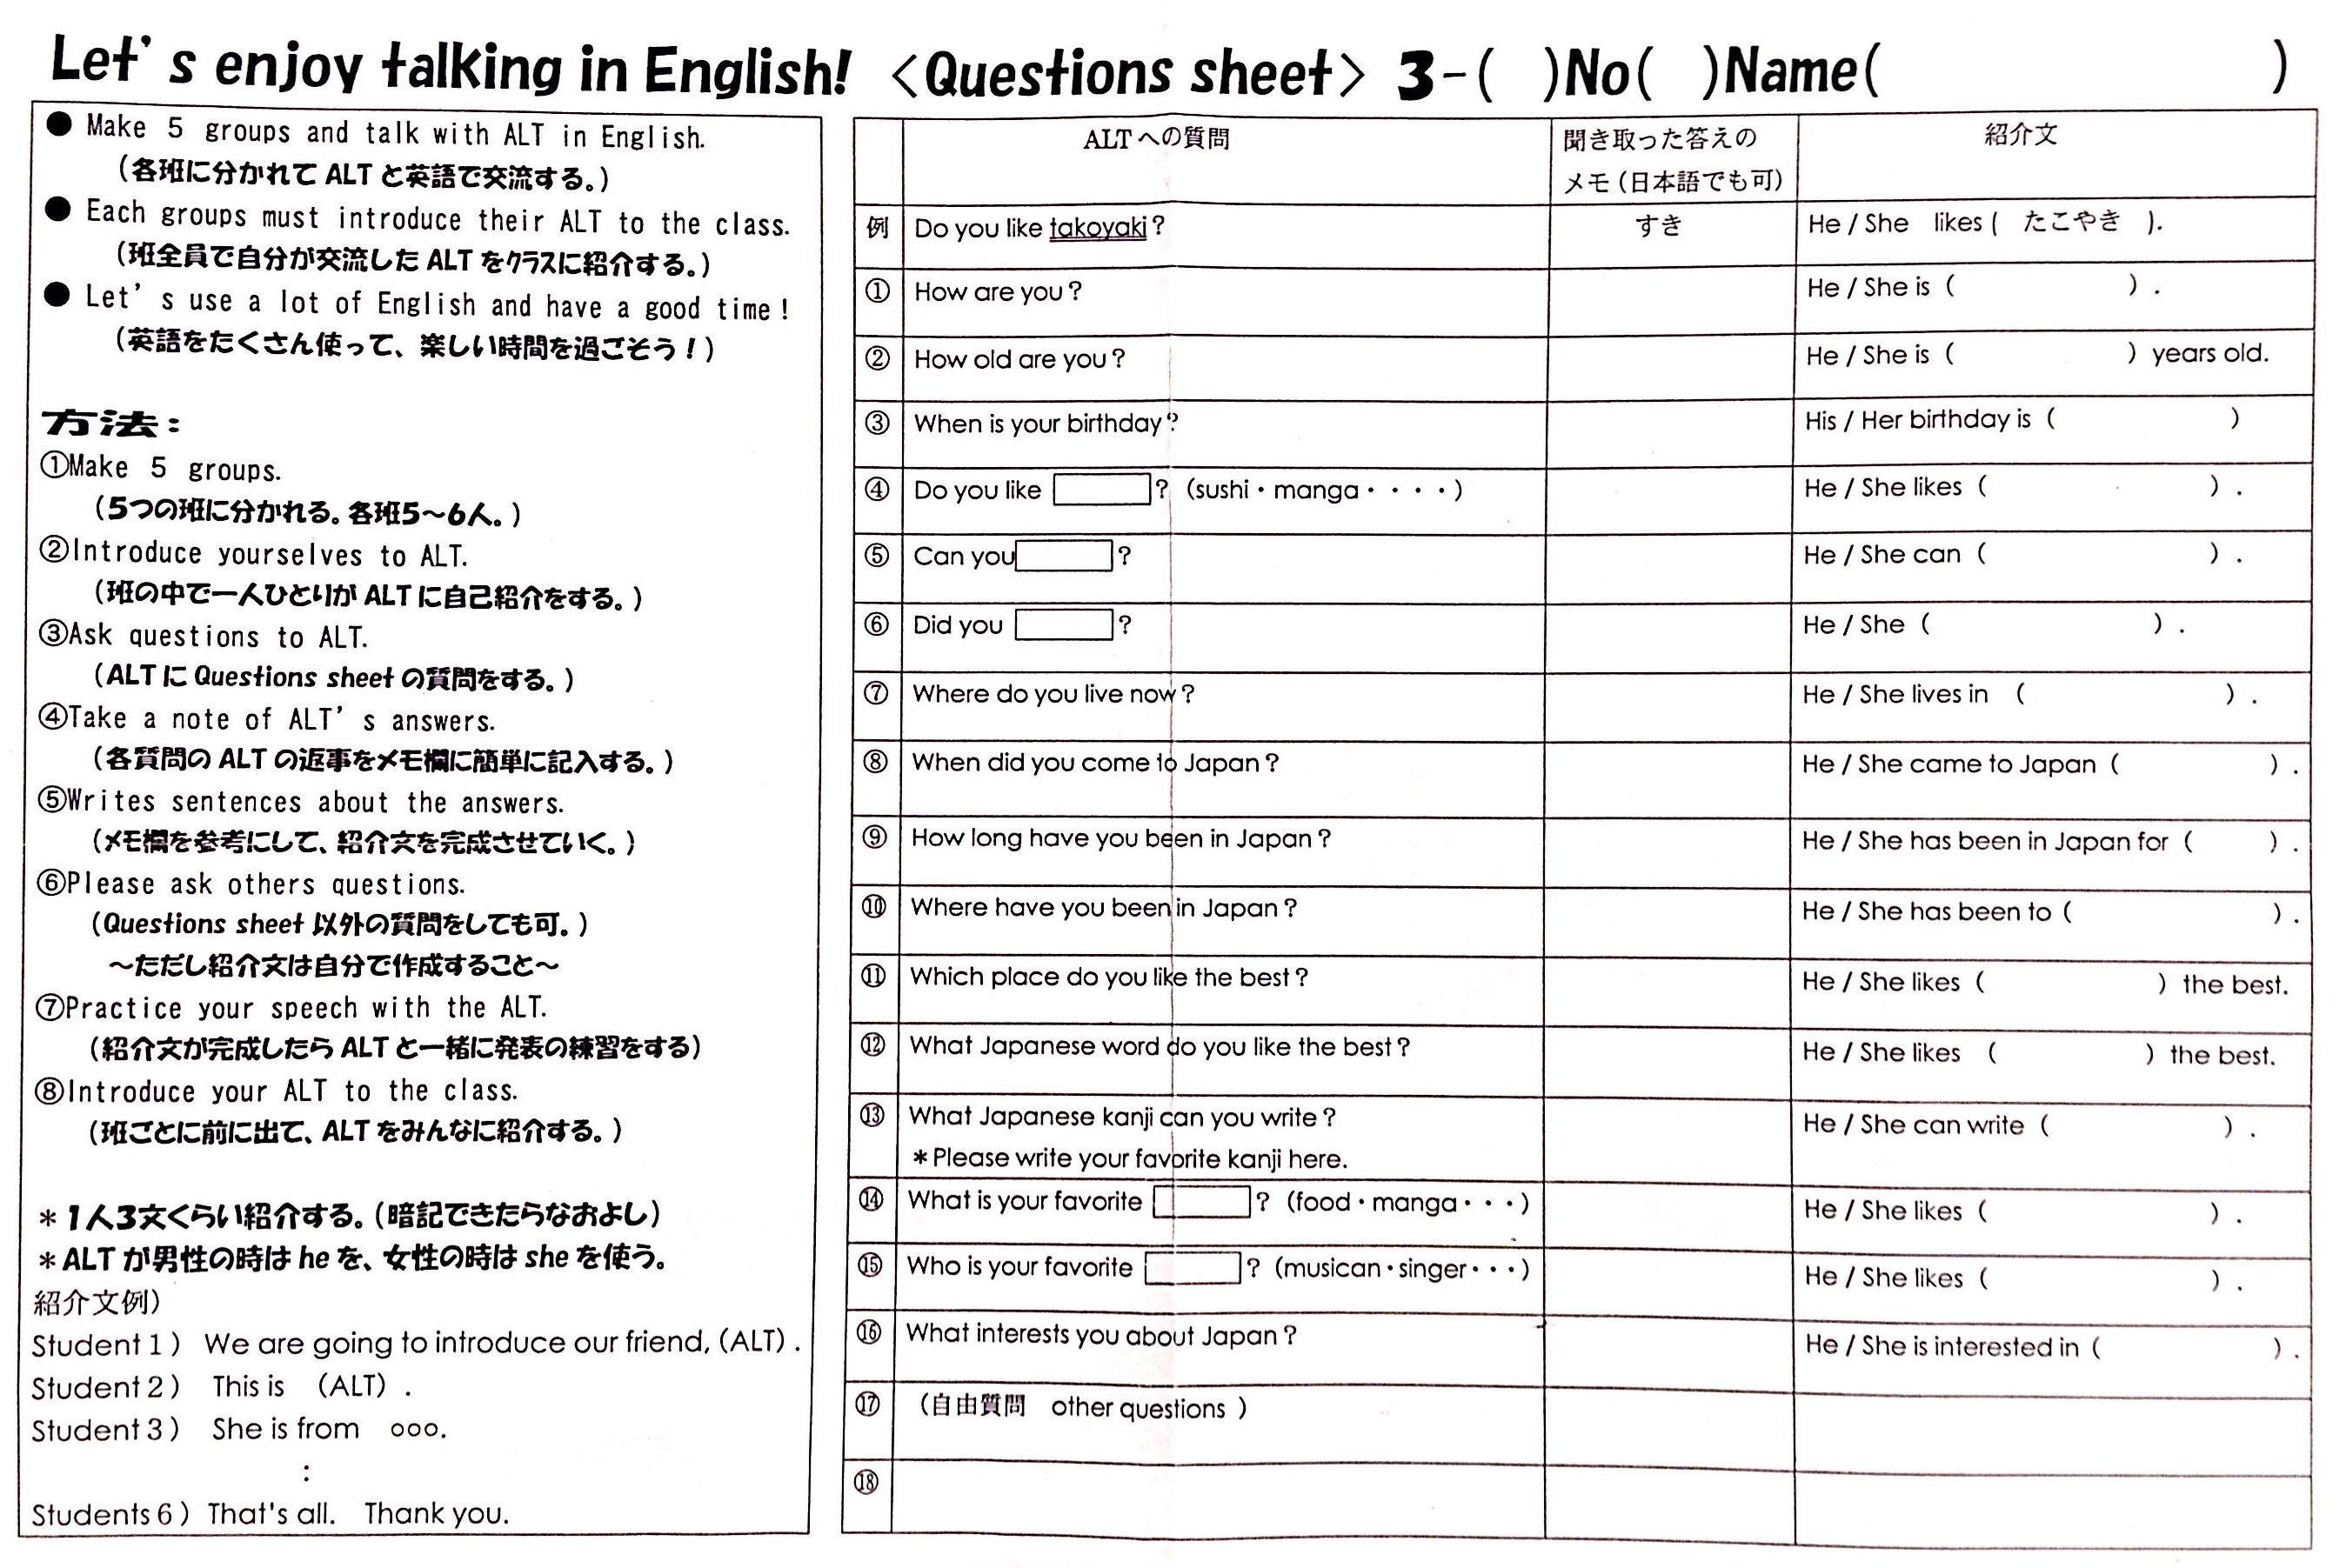 Let's enjoy talking in English! <Questions sheet> 3-( )No( )Name( )
● Make 5 groups and talk with ALT in English.
(各班に分かれて ALT と英語で交流する。)
● Each groups must introduce their ALT to the class.
(班全員で自分が交流した ALT をクラスに紹介する。)
● Let's use a lot of English and have a good time!
(英語をたくさん使って、楽しい時間を過ごそう!)
方法:
①Make 5 groups.
(5つの班に分かれる。各班5~6人。)
②Introduce yourselves to ALT.
(班の中で一人ひとりが ALT に自己紹介をする。)
③Ask questions to ALT.
(ALT に Questions sheet の質問をする。)
④Take a note of ALT's answers.
(各質問の ALT の返事をメモ欄に簡単に記入する。)
⑤Writes sentences about the answers.
(メモ欄を参考にして、紹介文を完成させていく。)
⑥Please ask others questions.
(Questions sheet 以外の質問をしても可。)
~ただし紹介文は自分で作成すること~
⑦Practice your speech with the ALT.
(紹介文が完成したら ALT と一緒に発表の練習をする)
⑧Introduce your ALT to the class.
(班ごとに前に出て、ALT をみんなに紹介する。)
*1人3文くらい紹介する。(暗記できたらなおよし)
*ALT が男性の時は he を、女性の時は she を使う。
紹介文例)
Student 1) We are going to introduce our friend, (ALT).
Student 2) This is (ALT).
Student 3) She is from ooo.
:
Students 6) That's all. Thank you.
ALTへの質問 聞き取った答えの 紹介文
メモ(日本語でも可)
例 Do you like takoyaki? すき He / She likes ( たこやき ).
① How are you? He / She is ( ).
② How old are you? He / She is ( ) years old.
③ When is your birthday? His / Her birthday is ( )
④ Do you like ? (sushi・manga・・・・) He / She likes ( ).
⑤ Can you ? He / She can ( ).
⑥ Did you ? He / She ( ).
⑦ Where do you live now? He / She lives in ( ).
⑧ When did you come to Japan? He / She came to Japan ( ).
⑨ How long have you been in Japan? He / She has been in Japan for ( ).
⑩ Where have you been in Japan? He / She has been to ( ).
⑪ Which place do you like the best? He / She likes ( ) the best.
⑫ What Japanese word do you like the best? He / She likes ( ) the best.
⑬ What Japanese kanji can you write? He / She can write ( ).
*Please write your favorite kanji here.
⑭ What is your favorite ? (food・manga・・・) He / She likes ( ).
⑮ Who is your favorite ? (musican・singer・・・) He / She likes ( ).
⑯ What interests you about Japan? He / She is interested in ( ).
⑰ (自由質問 other questions )
⑱